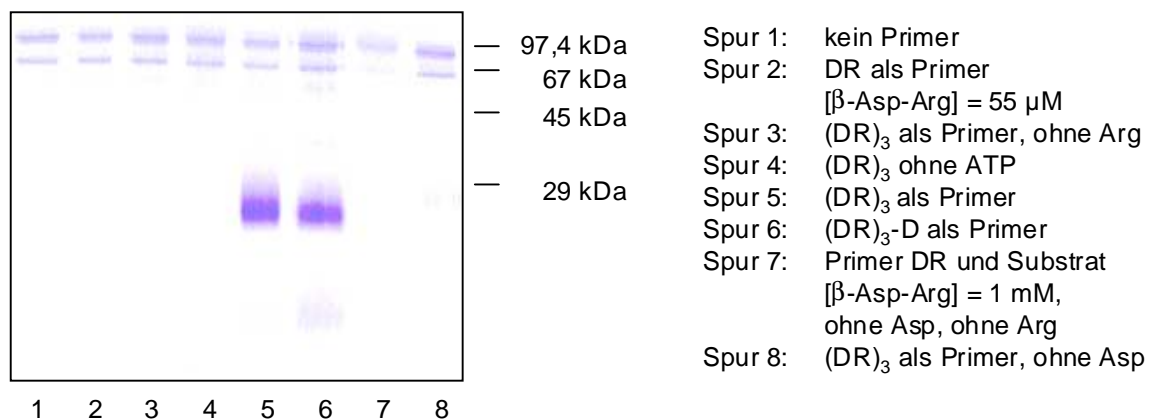 97,4 kDa
67 kDa
45 kDa
29 kDa
1 2 3 4 5 6 7 8
Spur 1: kein Primer
Spur 2: DR als Primer
[β-Asp-Arg] = 55 µM
Spur 3: (DR)₃ als Primer, ohne Arg
Spur 4: (DR)₃ ohne ATP
Spur 5: (DR)₃ als Primer
Spur 6: (DR)₃-D als Primer
Spur 7: Primer DR und Substrat
[β-Asp-Arg] = 1 mM,
ohne Asp, ohne Arg
Spur 8: (DR)₃ als Primer, ohne Asp